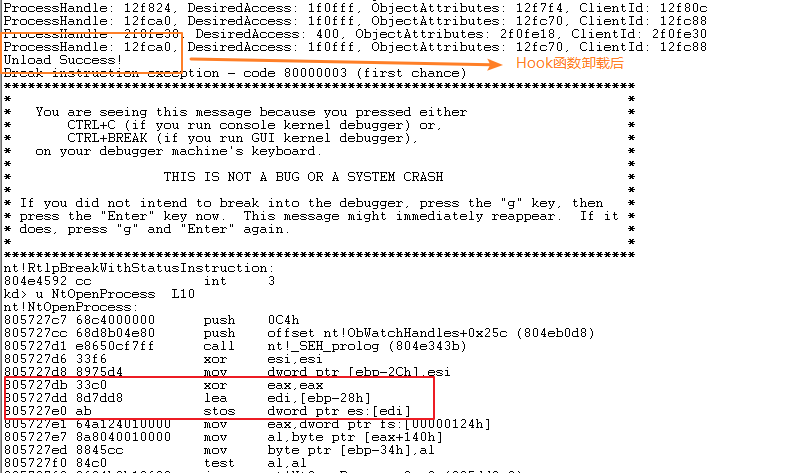 ProcessHandle: 12f824, DesiredAccess: 1f0fff, ObjectAttributes: 12f7f4, ClientId: 12f80c
ProcessHandle: 12fca0, DesiredAccess: 1f0fff, ObjectAttributes: 12fc70, ClientId: 12fc88
ProcessHandle: 2f0fe30, DesiredAccess: 400, ObjectAttributes: 2f0fe18, ClientId: 2f0fe30
ProcessHandle: 12fca0, DesiredAccess: 1f0fff, ObjectAttributes: 12fc70, ClientId: 12fc88
Unload Success!
Hook函数卸载后
Break instruction exception - code 80000003 (first chance)
*******************************************************************************
*                                                                             *
*   You are seeing this message because you pressed either                    *
*       CTRL+C (if you run console kernel debugger) or,                       *
*       CTRL+BREAK (if you run GUI kernel debugger),                          *
*   on your debugger machine's keyboard.                                      *
*                                                                             *
*                   THIS IS NOT A BUG OR A SYSTEM CRASH                       *
*                                                                             *
* If you did not intend to break into the debugger, press the "g" key, then   *
* press the "Enter" key now.  This message might immediately reappear.  If it *
* does, press "g" and "Enter" again.                                          *
*                                                                             *
*******************************************************************************
nt!RtlpBreakWithStatusInstruction:
804e4592 cc              int     3
kd> u NtOpenProcess  L10
nt!NtOpenProcess:
805727c7 68c4000000      push    0C4h
805727cc 68d8b04e80      push    offset nt!ObWatchHandles+0x25c (804eb0d8)
805727d1 e8650cf7ff      call    nt!_SEH_prolog (804e343b)
805727d6 33f6            xor     esi,esi
805727d8 8975d4          mov     dword ptr [ebp-2Ch],esi
805727db 33c0            xor     eax,eax
805727dd 8d7dd8          lea     edi,[ebp-28h]
805727e0 ab              stos    dword ptr es:[edi]
805727e1 64a124010000    mov     eax,dword ptr fs:[00000124h]
805727e7 8a8040010000    mov     al,byte ptr [eax+140h]
805727ed 8845cc          mov     byte ptr [ebp-34h],al
805727f0 84c0            test    al,al